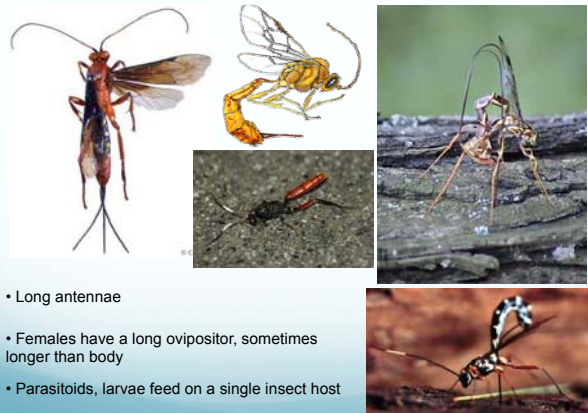 • Long antennae
• Females have a long ovipositor, sometimes
longer than body
• Parasitoids, larvae feed on a single insect host